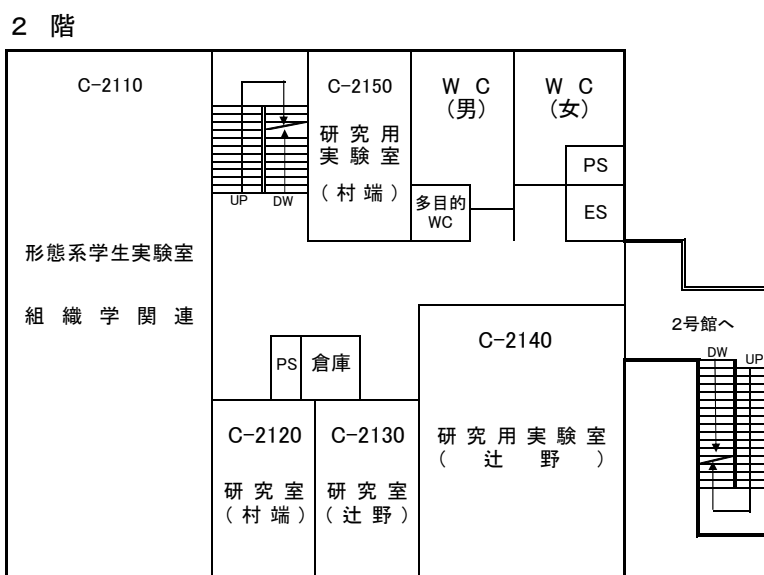 ２ 階
C-2110
形態系学生実験室
組 織 学 関 連
UP
DW
C-2150
研 究 用
実 験 室
（ 村 端 ）
Ｗ Ｃ
（男）
Ｗ Ｃ
（女）
PS
ES
多目的
WC
PS
倉庫
C-2120
研 究 室
（ 村 端 ）
C-2130
研 究 室
（ 辻 野 ）
C-2140
研 究 用 実 験 室
（ 辻 野 ）
２号館へ
DW
UP